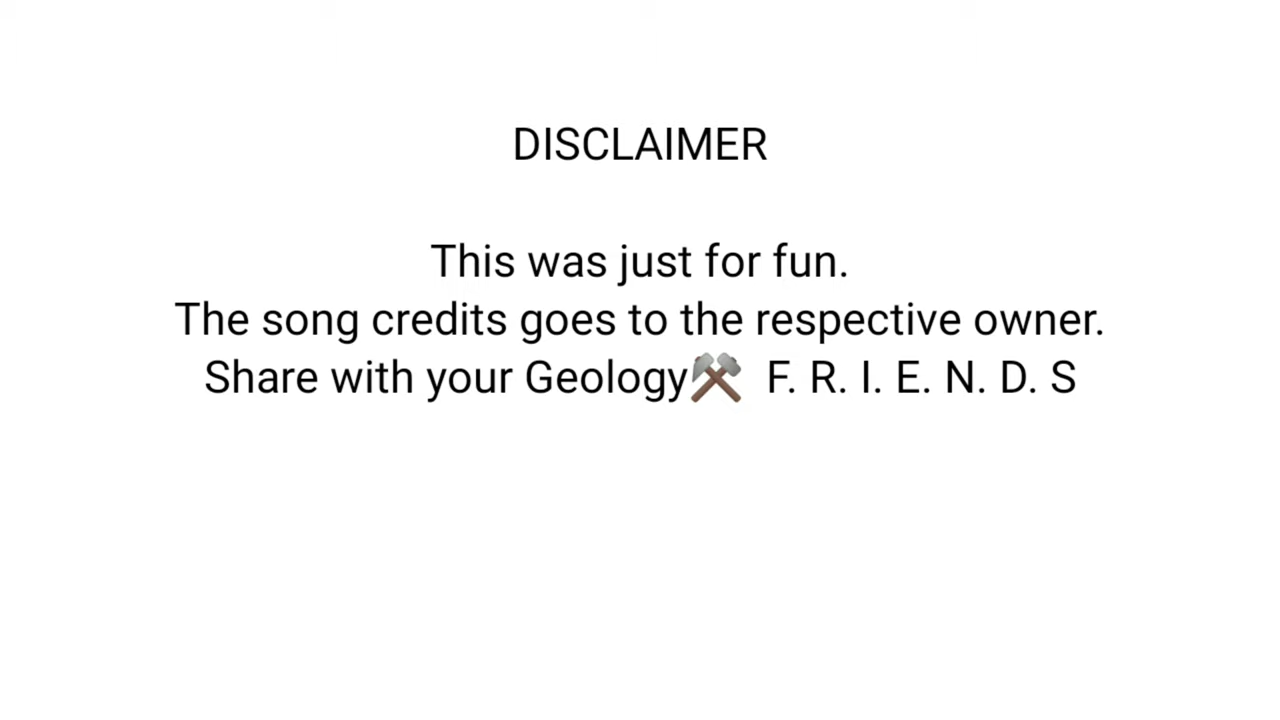 DISCLAIMER
This was just for fun.
The song credits goes to the respective owner.
Share with your Geology⚒️ F. R. I. E. N. D. S